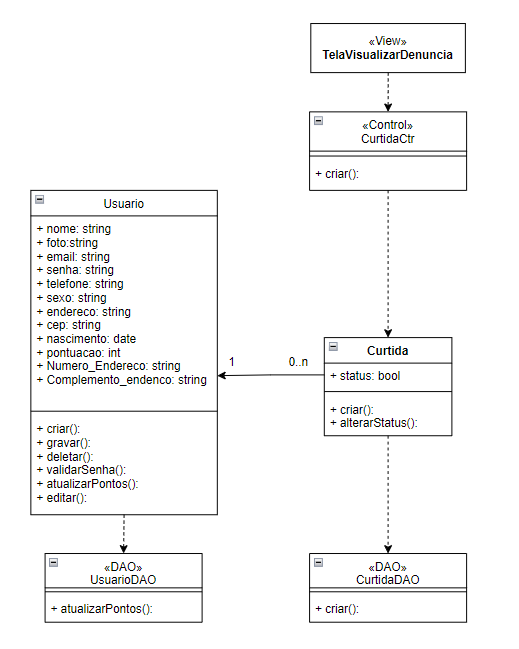 «View»
TelaVisualizarDenuncia
«Control»
CurtidaCtr
+ criar():
Usuario
+ nome: string
+ foto:string
+ email: string
+ senha: string
+ telefone: string
+ sexo: string
+ endereco: string
+ cep: string
+ nascimento: date
+ pontuacao: int
+ Numero_Endereco: string
+ Complemento_endenco: string
+ criar():
+ gravar():
+ deletar():
+ validarSenha():
+ atualizarPontos():
+ editar():
1
0..n
Curtida
+ status: bool
+ criar():
+ alterarStatus():
«DAO»
UsuarioDAO
+ atualizarPontos():
«DAO»
CurtidaDAO
+ criar():